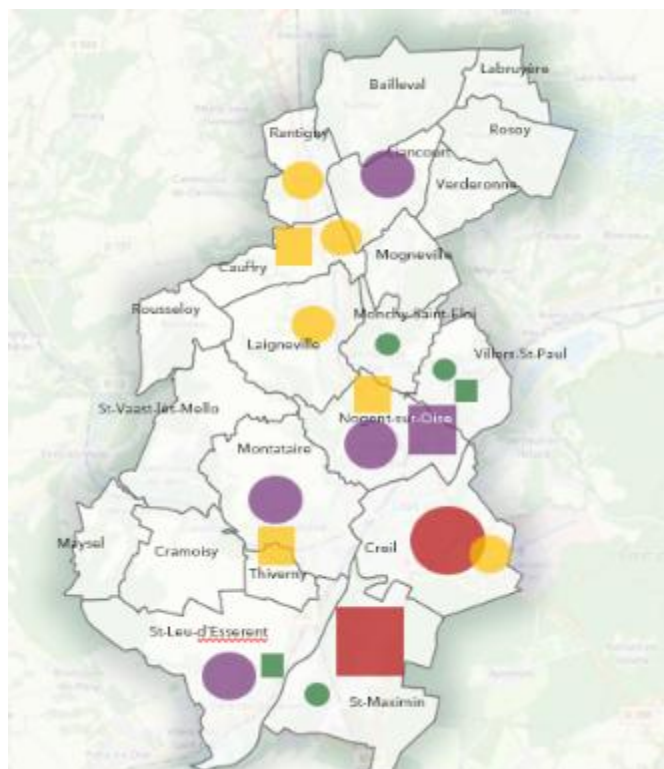 Labruyère
Bailleval
Rosoy
Rantigny
Liancourt
Verderonne
Mogneville
Cauffry
Rousseloy
Monchy-Saint-Eloi
Laigneville
Villers-St-Paul
St-Vaast-lès-Mello
Nogent-sur-Oise
Montataire
Maysel
Cramoisy
Creil
Thiverny
St-Leu-d'Esserent
St-Maximin